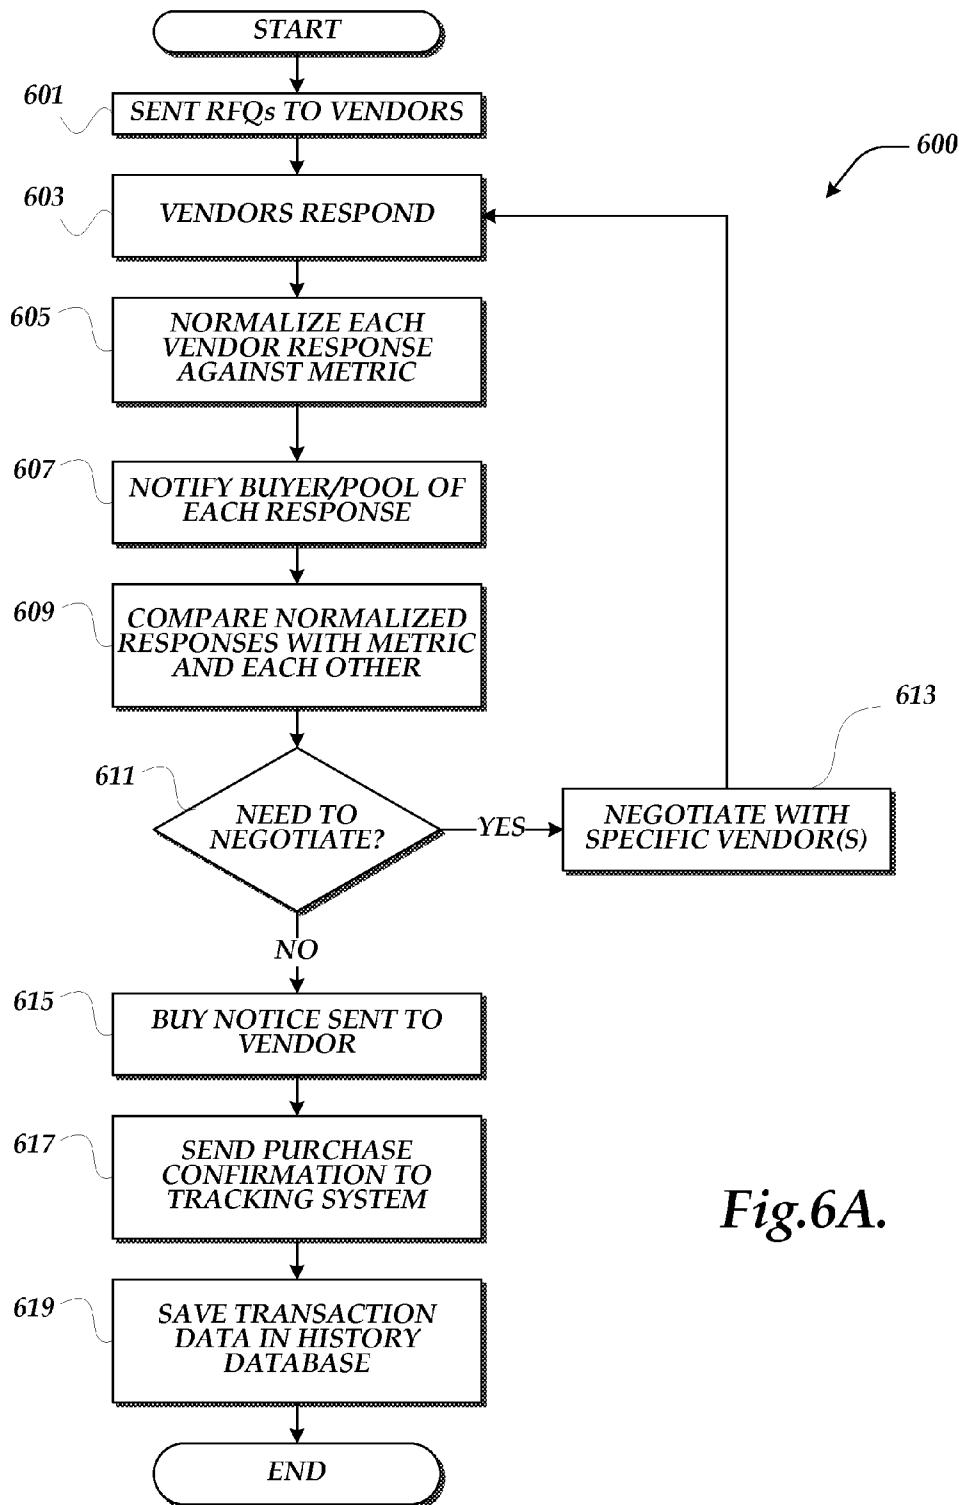 START
601
SENT RFQs TO VENDORS
600
603
VENDORS RESPOND
605
NORMALIZE EACH
VENDOR RESPONSE
AGAINST METRIC
607
NOTIFY BUYER/POOL OF
EACH RESPONSE
609
COMPARE NORMALIZED
RESPONSES WITH METRIC
AND EACH OTHER
613
611
NEED TO
NEGOTIATE?
YES
NEGOTIATE WITH
SPECIFIC VENDOR(S)
NO
615
BUY NOTICE SENT TO
VENDOR
617
SEND PURCHASE
CONFIRMATION TO
TRACKING SYSTEM
Fig.6A.
619
SAVE TRANSACTION
DATA IN HISTORY
DATABASE
END